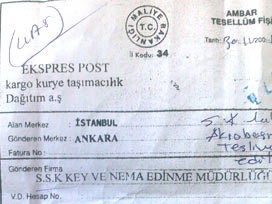 AMBAR
TESELLÜM FİŞİ
MALİYE BAKANLIĞI
T.C.
İl Kodu: 34
Tarih:
EKSPRES POST
kargo kurye taşımacılık
Dağıtım a.ş
Alan Merkez İSTANBUL
Gönderen Merkez ANKARA
Fatura No
Gönderen Firma
S.S.K KEY VE NEMA EDİNME MÜDÜRLÜĞÜ
V.D. Hesap No.